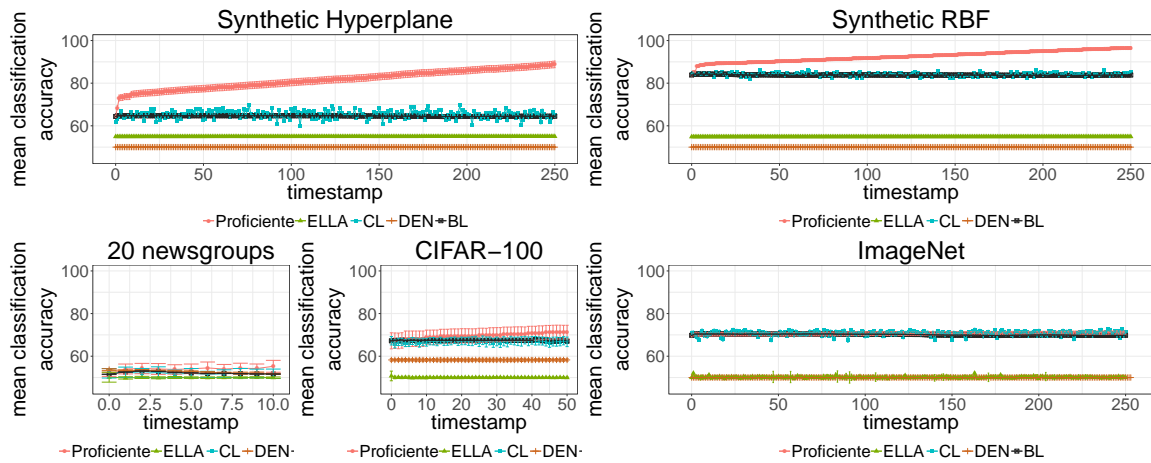 Synthetic Hyperplane
mean classification
accuracy
100
80
60
0 50 100 150 200 250
timestamp
Proficiente ELLA CL DEN BL
Synthetic RBF
mean classification
accuracy
100
80
60
0 50 100 150 200 250
timestamp
Proficiente ELLA CL DEN BL
20 newsgroups
mean classification
accuracy
100
80
60
0.0 2.5 5.0 7.5 10.0
timestamp
Proficiente ELLA CL DEN
CIFAR−100
mean classification
accuracy
100
80
60
0 10 20 30 40 50
timestamp
Proficiente ELLA CL DEN
ImageNet
mean classification
accuracy
100
80
60
0 50 100 150 200 250
timestamp
Proficiente ELLA CL DEN BL